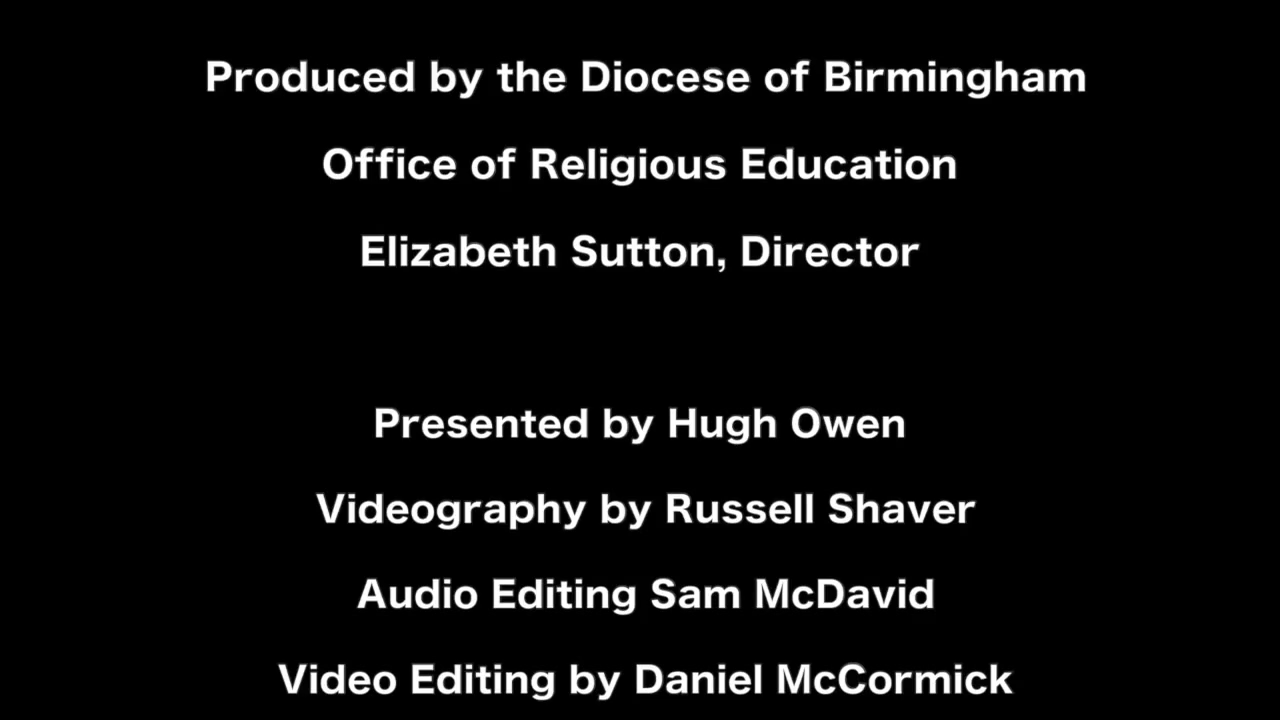 Produced by the Diocese of Birmingham
Office of Religious Education
Elizabeth Sutton, Director
Presented by Hugh Owen
Videography by Russell Shaver
Audio Editing Sam McDavid
Video Editing by Daniel McCormick